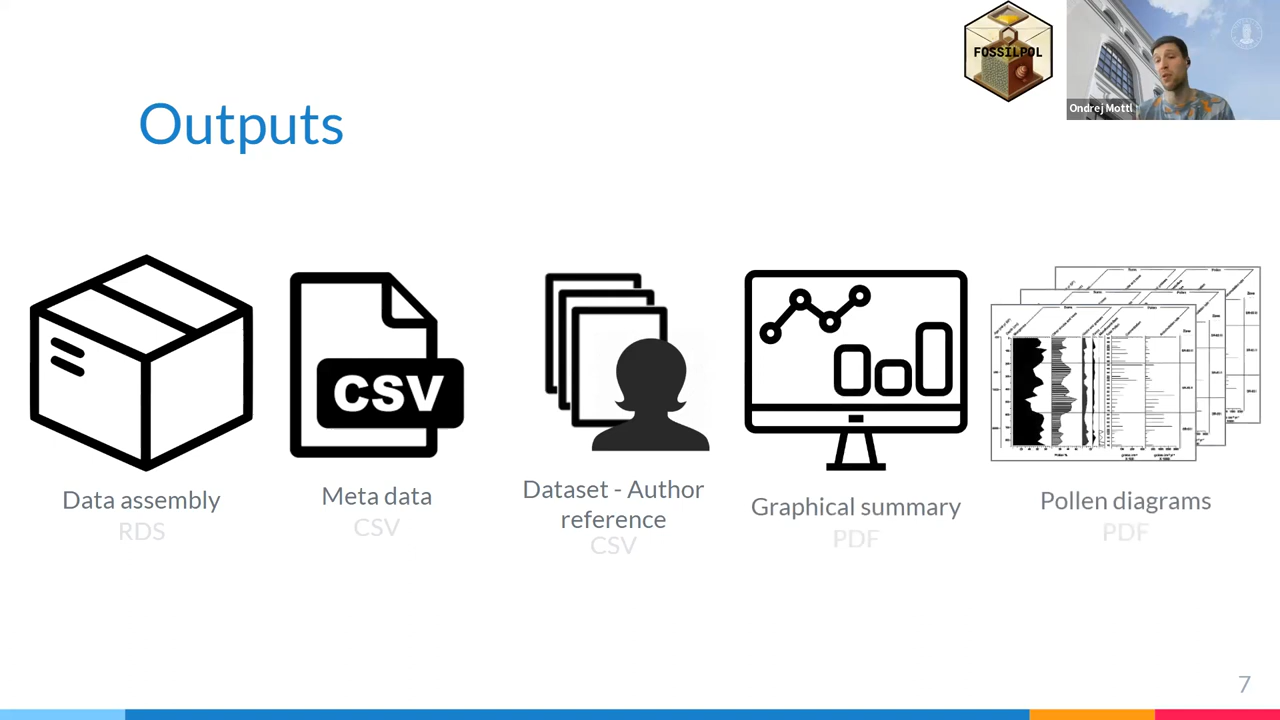 FOSSILPOL
Ondrej Mottl
Outputs
CSV
Data assembly
RDS
Meta data
CSV
Dataset - Author
reference
CSV
Graphical summary
PDF
Pollen diagrams
PDF
7